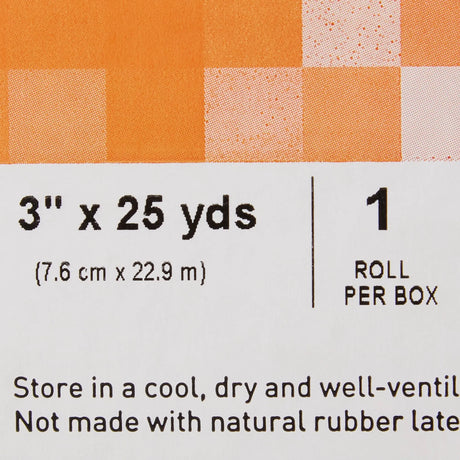 3" x 25 yds
(7.6 cm x 22.9 m)
1
ROLL
PER BOX
Store in a cool, dry and well-ventil
Not made with natural rubber late